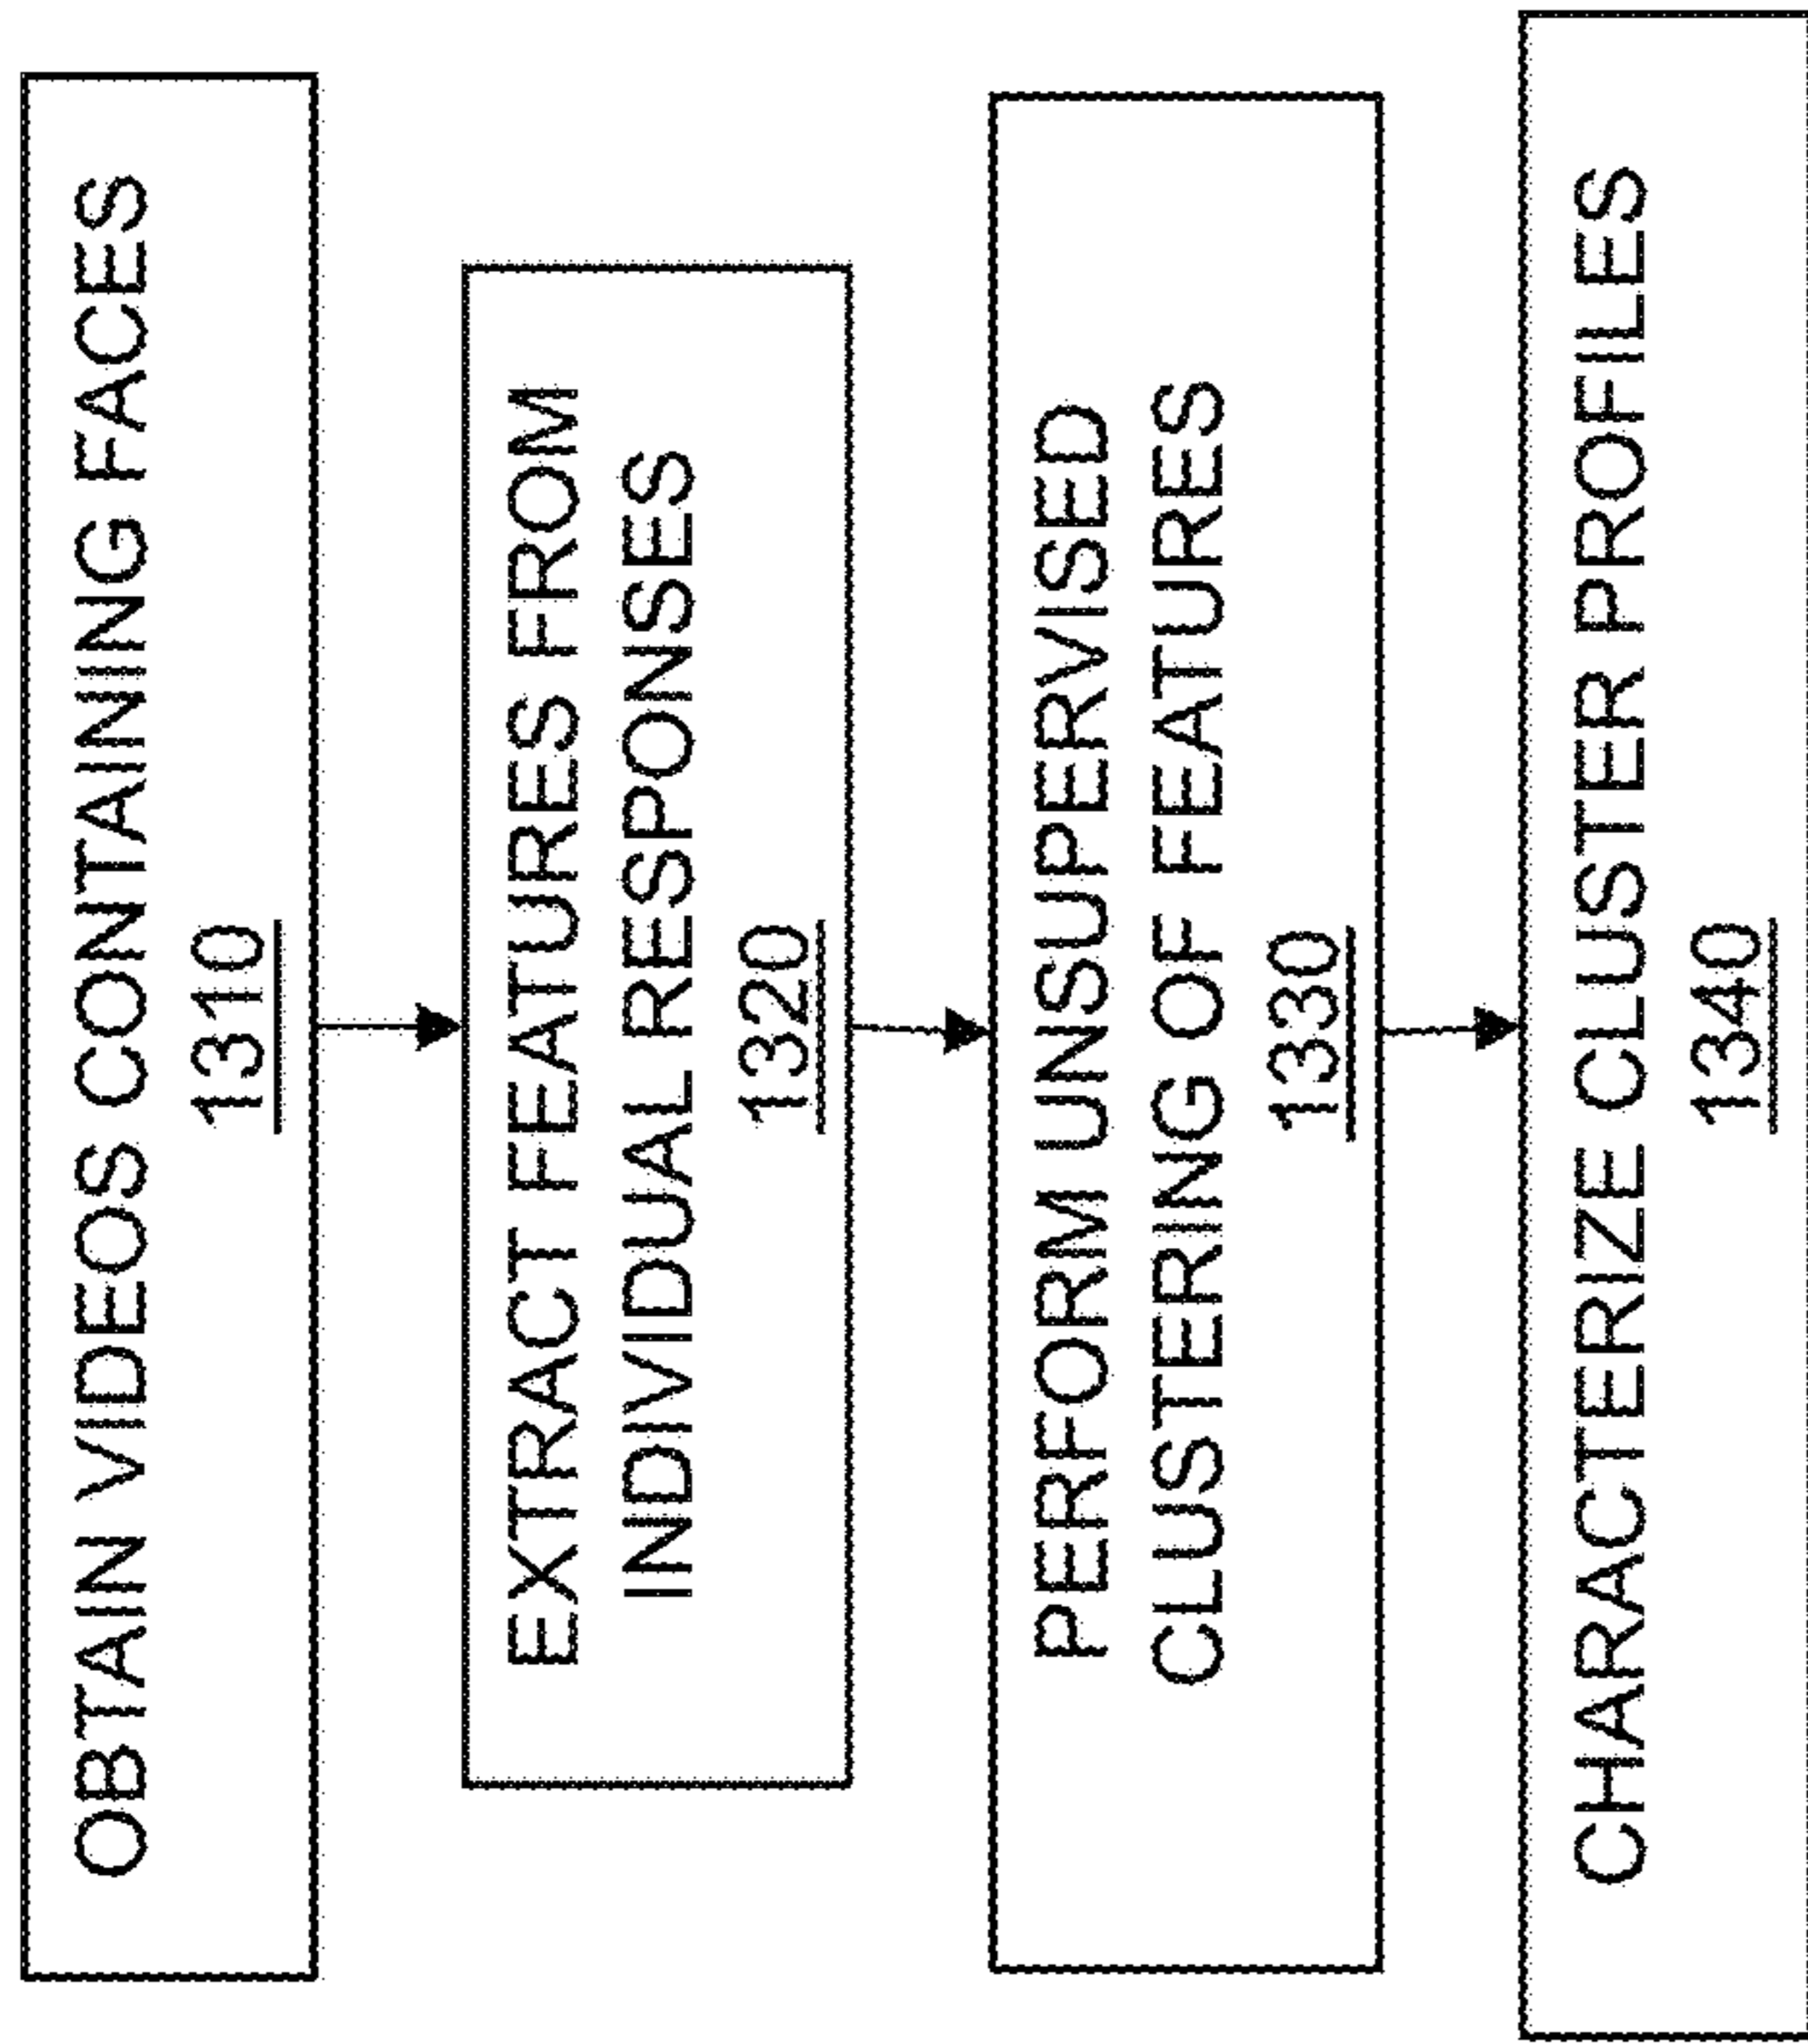 OBTAIN VIDEOS CONTAINING FACES
1310
EXTRACT FEATURES FROM
INDIVIDUAL RESPONSES
1320
PERFORM UNSUPERVISED
CLUSTERING OF FEATURES
1330
CHARACTERIZE CLUSTER PROFILES
1340